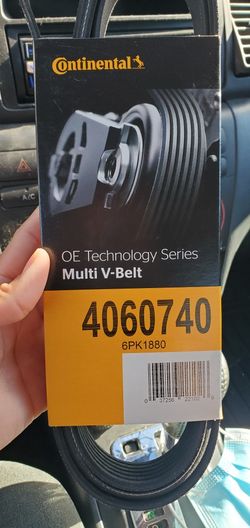 Continental
OE Technology Series
Multi V-Belt
4060740
6PK1880
A/C